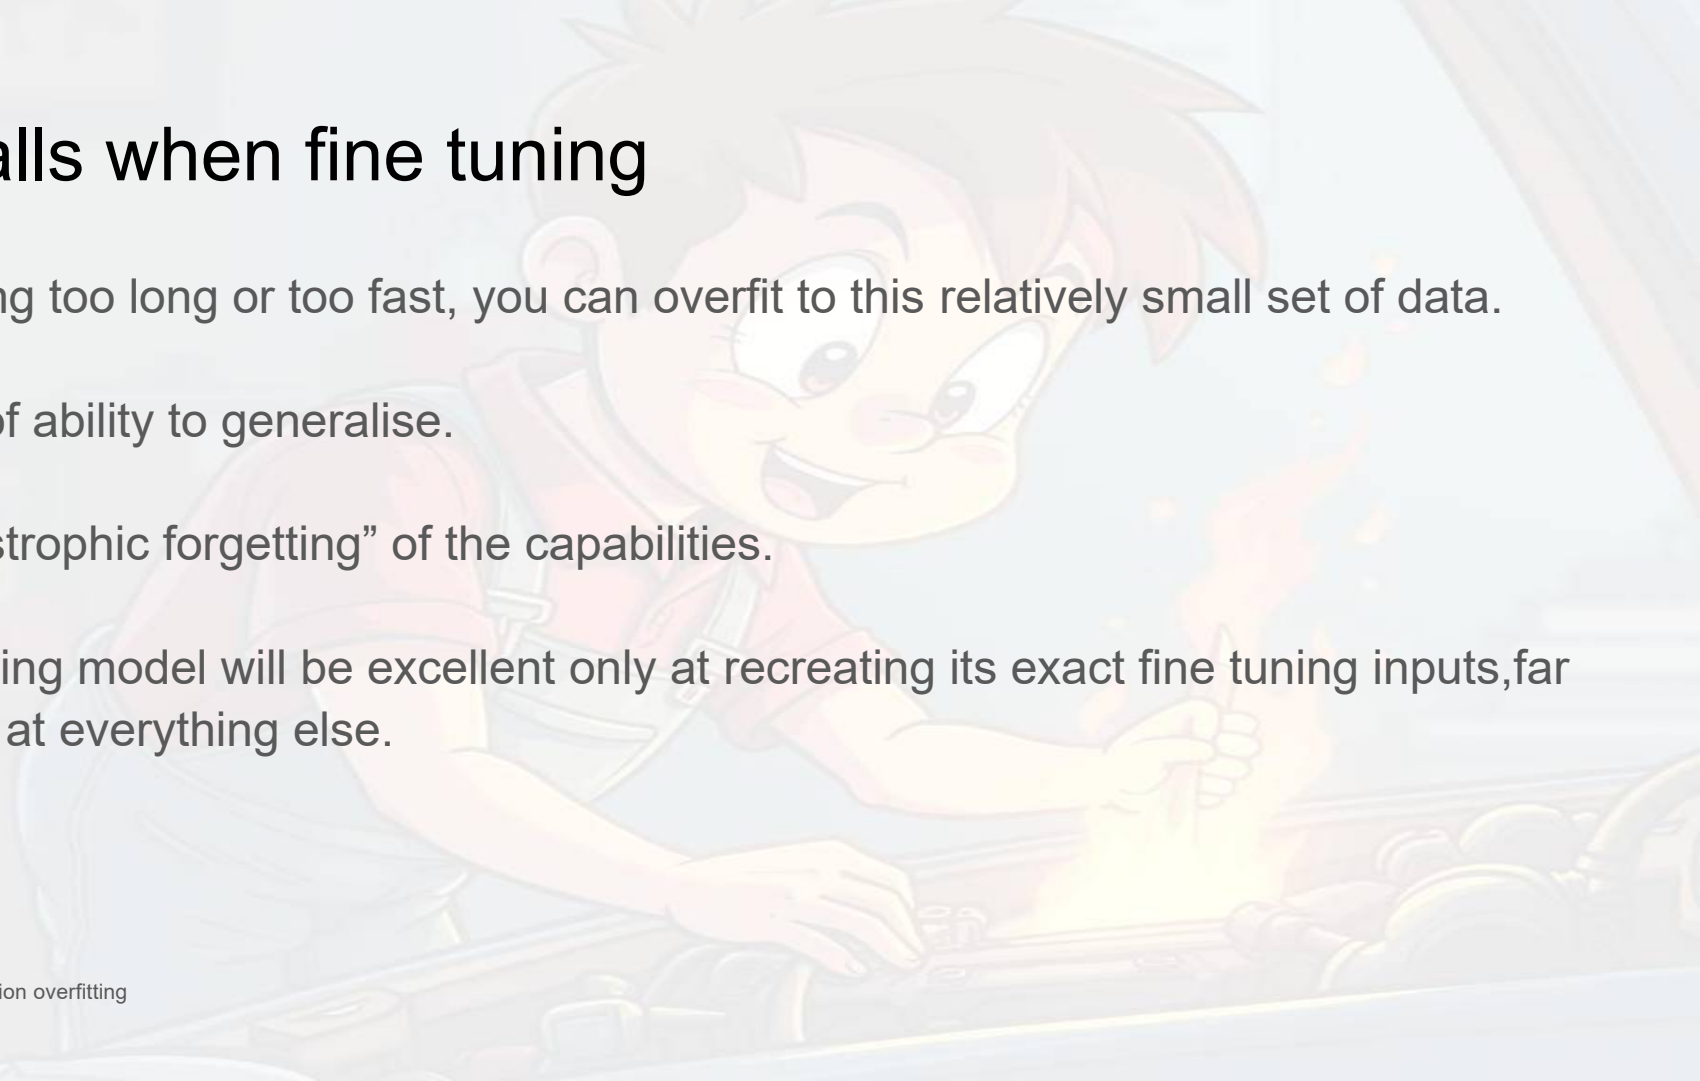 alls when fine tuning
ng too long or too fast, you can overfit to this relatively small set of data.
of ability to generalise.
strophic forgetting” of the capabilities.
ing model will be excellent only at recreating its exact fine tuning inputs,far
at everything else.
ion overfitting